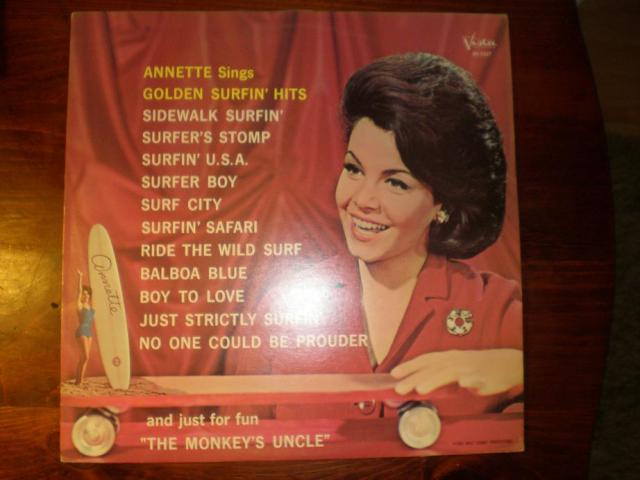 Vista
ANNETTE Sings
GOLDEN SURFIN' HITS
SIDEWALK SURFIN'
SURFER'S STOMP
SURFIN' U.S.A.
SURFER BOY
SURF CITY
SURFIN' SAFARI
RIDE THE WILD SURF
BALBOA BLUE
BOY TO LOVE
JUST STRICTLY SURFIN'
NO ONE COULD BE PROUDER
Annette
and just for fun
"THE MONKEY'S UNCLE"